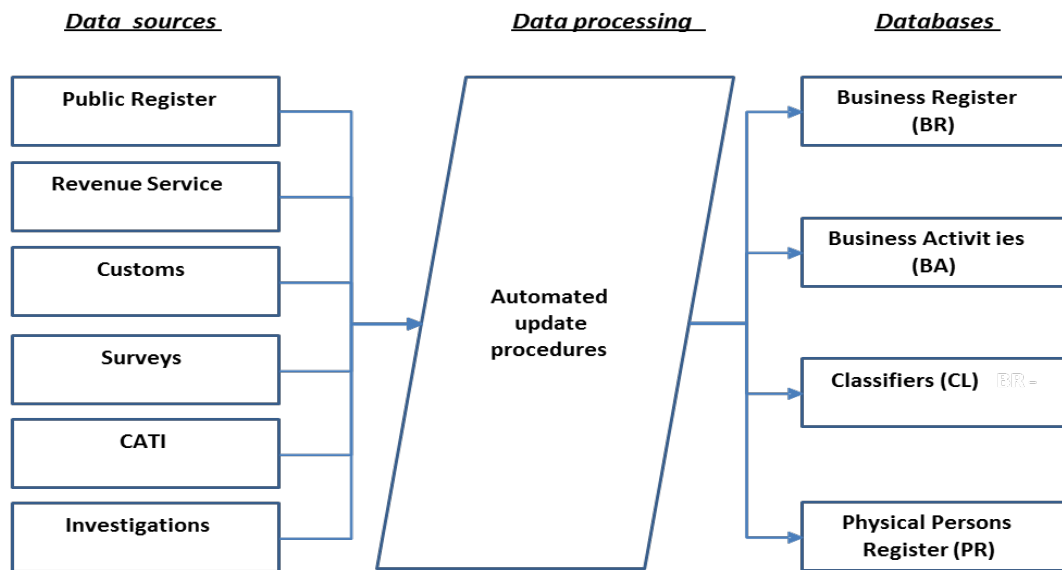 Data sources
Data processing
Databases
Public Register
Revenue Service
Customs
Surveys
CATI
Investigations
Automated
update
procedures
Business Register
(BR)
Business Activit ies
(BA)
Classifiers (CL) BR -
Physical Persons
Register (PR)